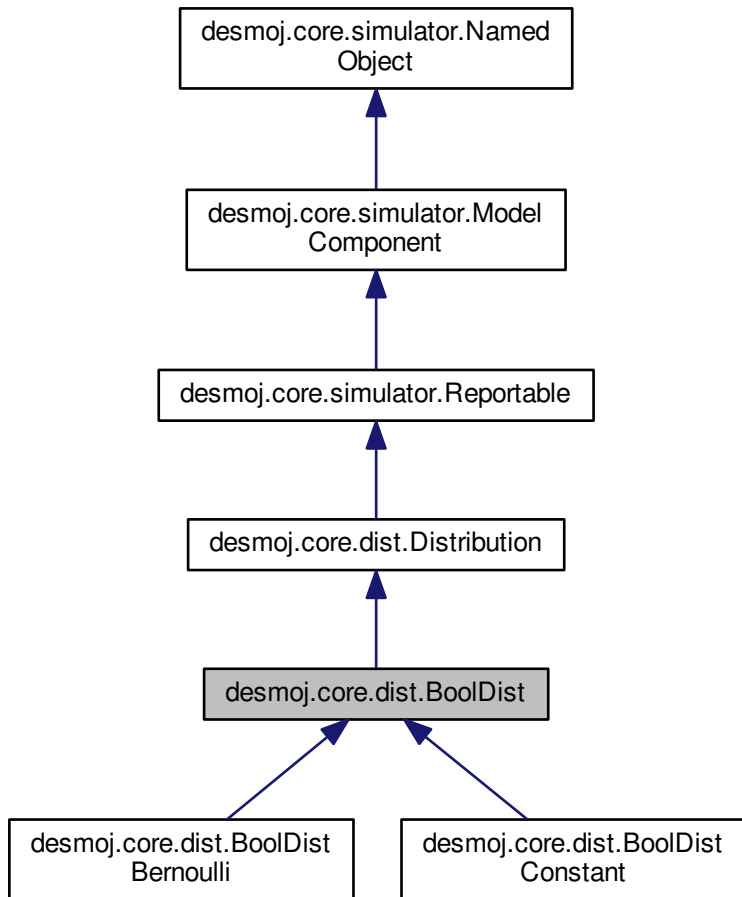 desmoj.core.simulator.Named
Object
desmoj.core.simulator.Model
Component
desmoj.core.simulator.Reportable
desmoj.core.dist.Distribution
desmoj.core.dist.BoolDist
desmoj.core.dist.BoolDist
Bernoulli
desmoj.core.dist.BoolDist
Constant